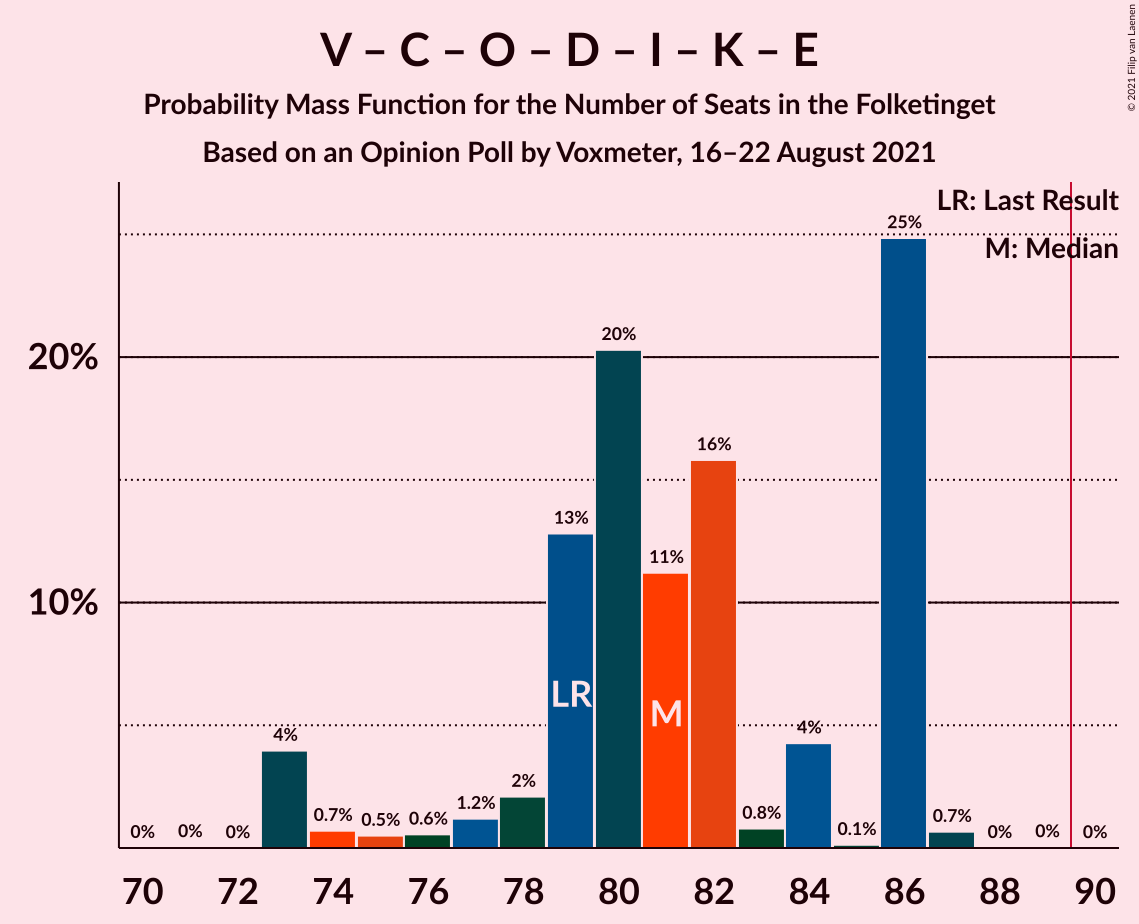 V – C – O – D – I – K – E
Probability Mass Function for the Number of Seats in the Folketinget
Based on an Opinion Poll by Voxmeter, 16–22 August 2021
© 2021 Filip van Laenen
LR: Last Result
M: Median
25%
20%
20%
16%
13%
11%
10%
LR
M
4%
4%
2%
1.2%
0.7%
0.5%
0.6%
0.8%
0.1%
0.7%
0%
0%
0%
0%
0%
0%
70 72 74 76 78 80 82 84 86 88 90